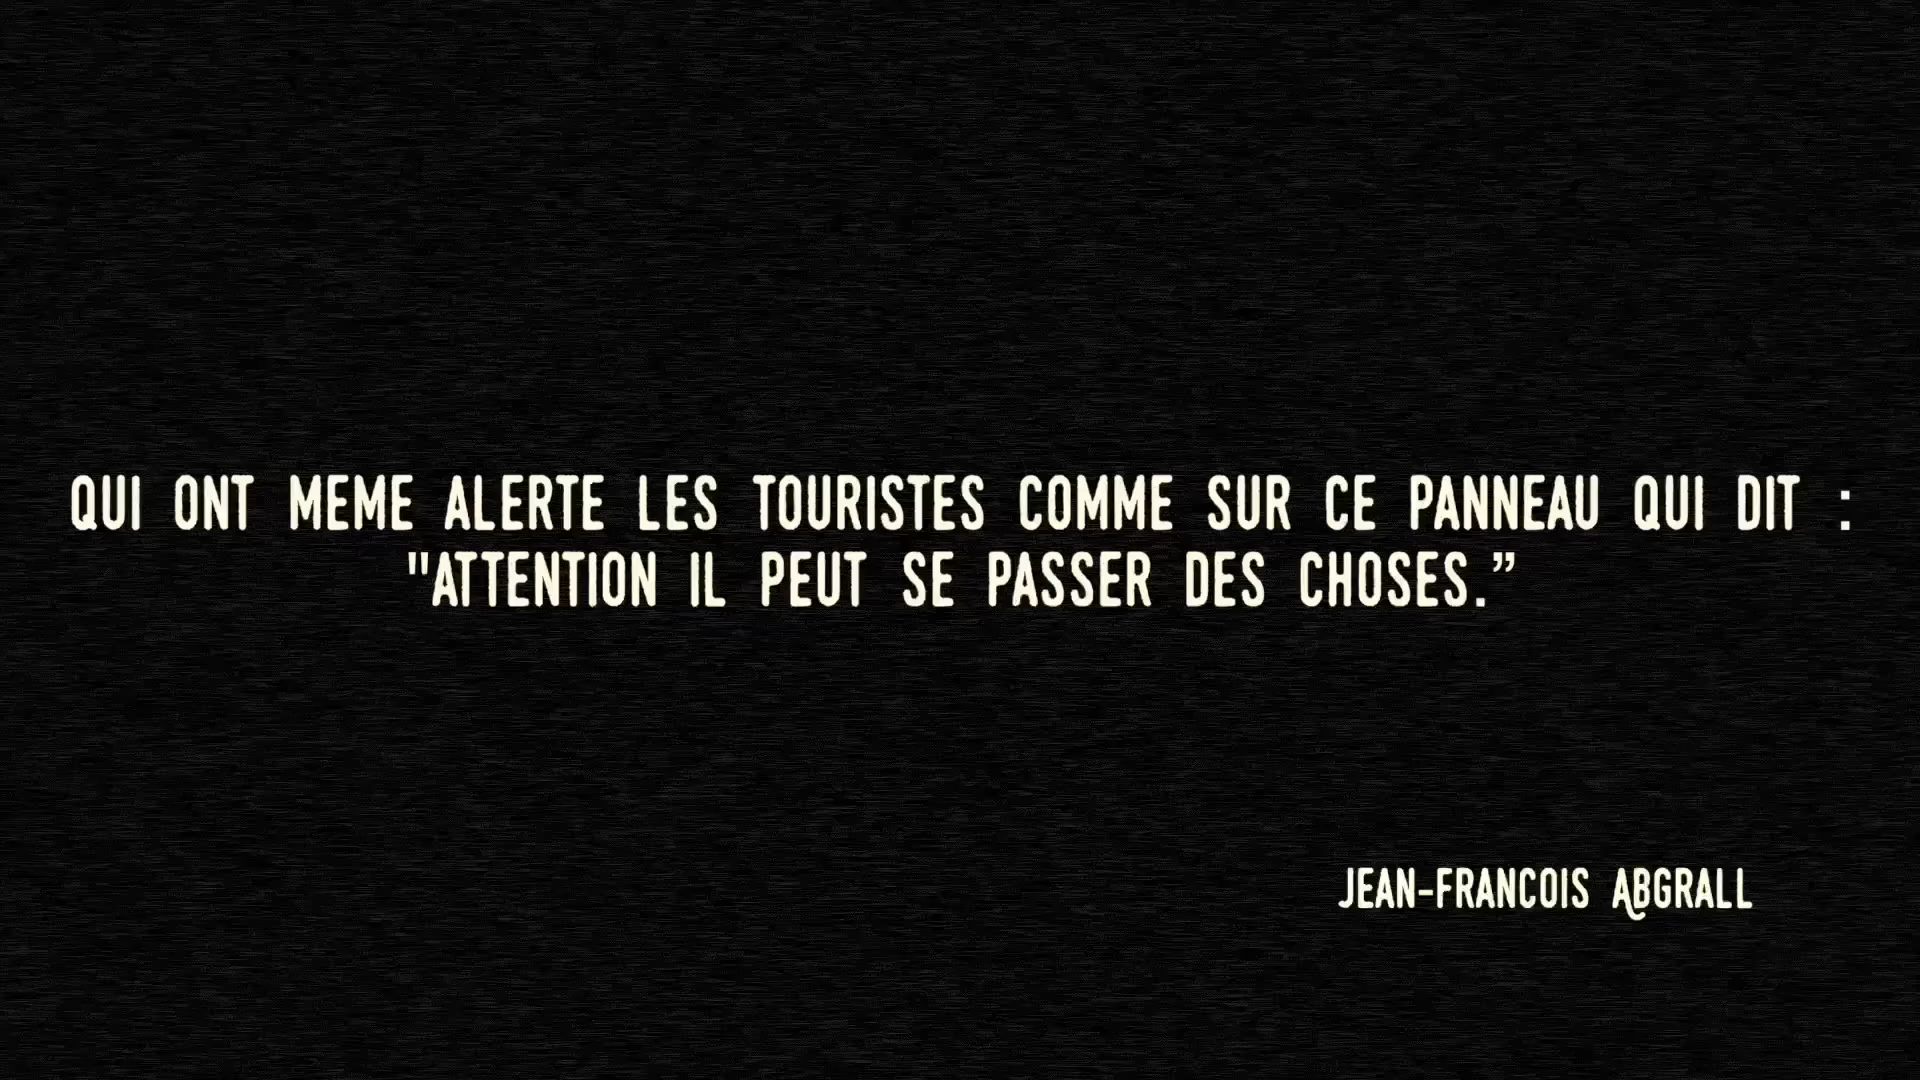 QUI ONT MEME ALERTE LES TOURISTES COMME SUR CE PANNEAU QUI DIT :
"ATTENTION IL PEUT SE PASSER DES CHOSES.”
JEAN-FRANCOIS ABGRALL